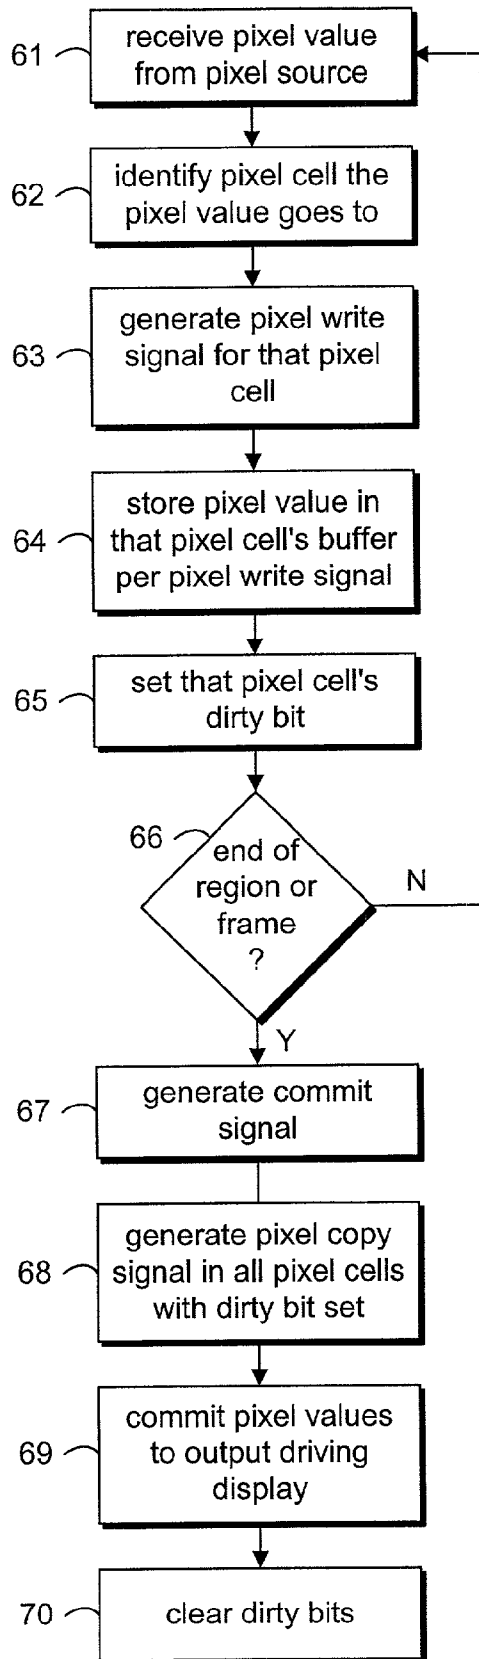 61
receive pixel value
from pixel source
62
identify pixel cell the
pixel value goes to
63
generate pixel write
signal for that pixel
cell
64
store pixel value in
that pixel cell's buffer
per pixel write signal
65
set that pixel cell's
dirty bit
66
end of
region or
frame
?
N
Y
67
generate commit
signal
68
generate pixel copy
signal in all pixel cells
with dirty bit set
69
commit pixel values
to output driving
display
70
clear dirty bits